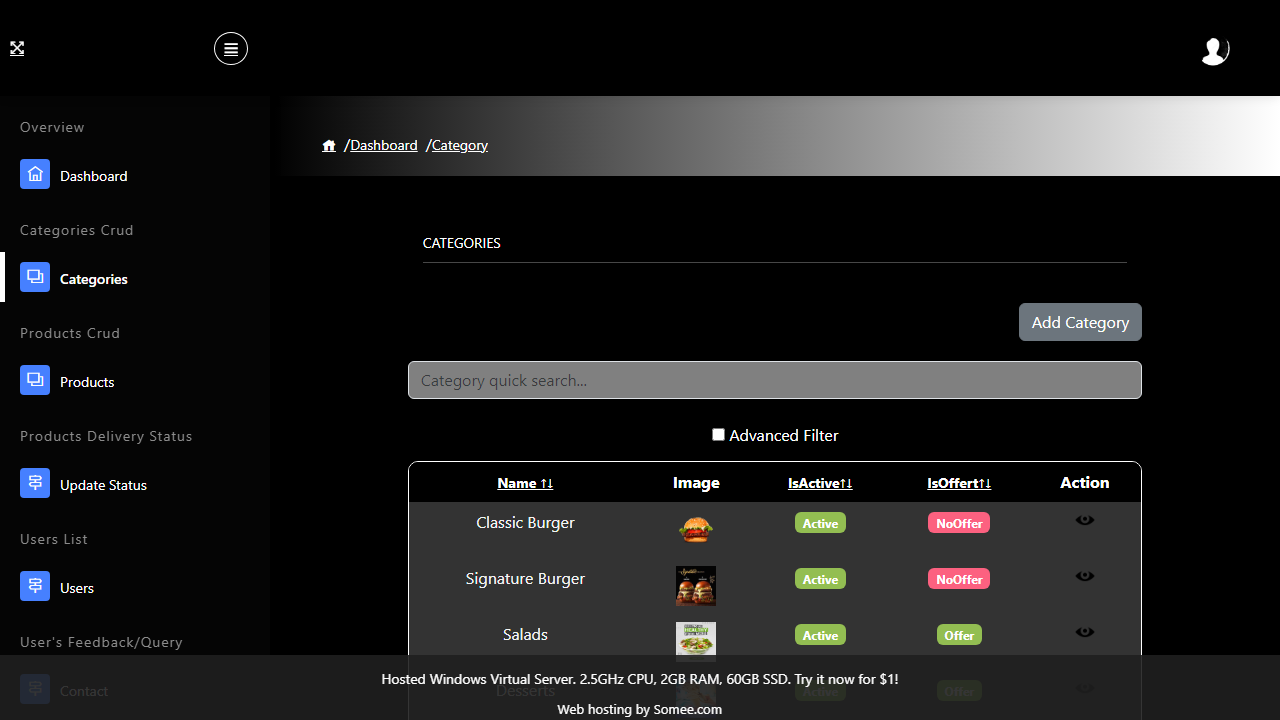 Overview
/Dashboard /Category
Dashboard
Categories Crud
CATEGORIES
Categories
Add Category
Products Crud
Category quick search...
Products
Products Delivery Status
Advanced Filter
Update Status
Name ↑↓ Image IsActive↑↓ IsOffert↑↓ Action
Classic Burger Active NoOffer
Users List
Signature Burger Active NoOffer
Users
Salads Active Offer
User's Feedback/Query
Contact
Desserts Active Offer
Hosted Windows Virtual Server. 2.5GHz CPU, 2GB RAM, 60GB SSD. Try it now for $1!
Web hosting by Somee.com